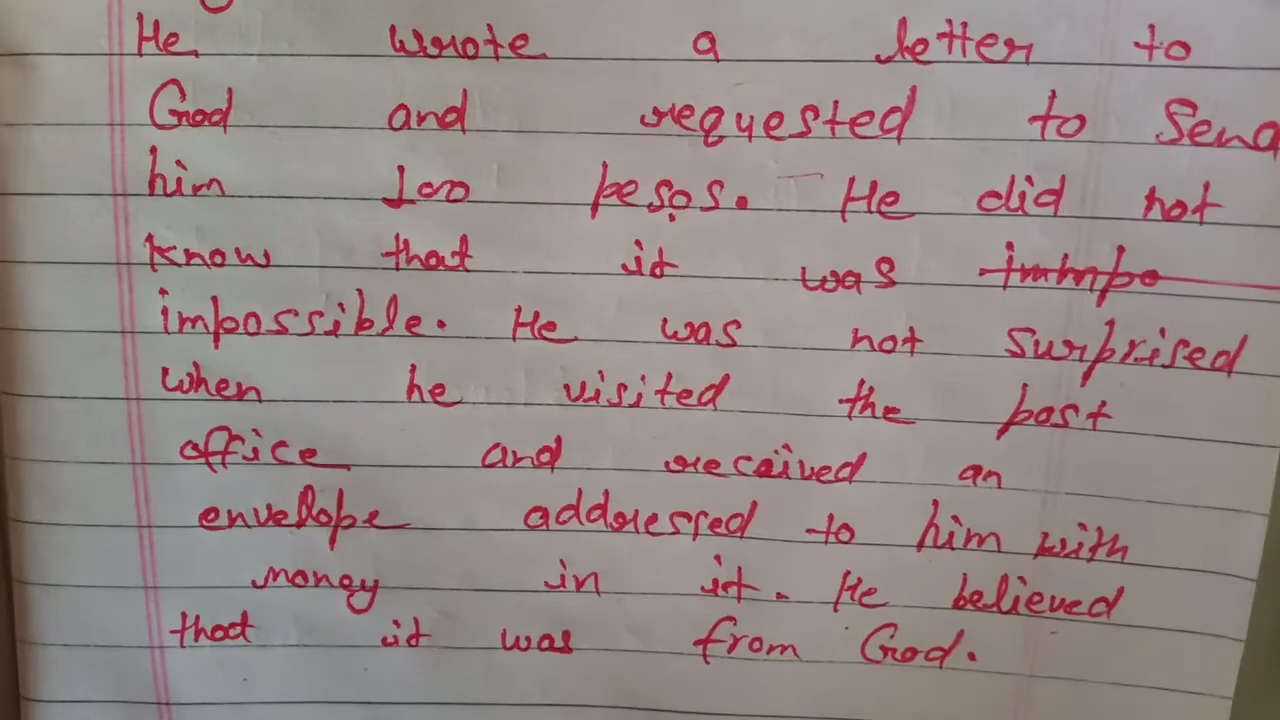 He wrote a letter to
God and requested to Send
him 100 pesos. He did not
know that it was immpo
impossible. He was not surprised
when he visited the post
office and received an
envelope addressed to him with
money in it. He believed
that it was from God.